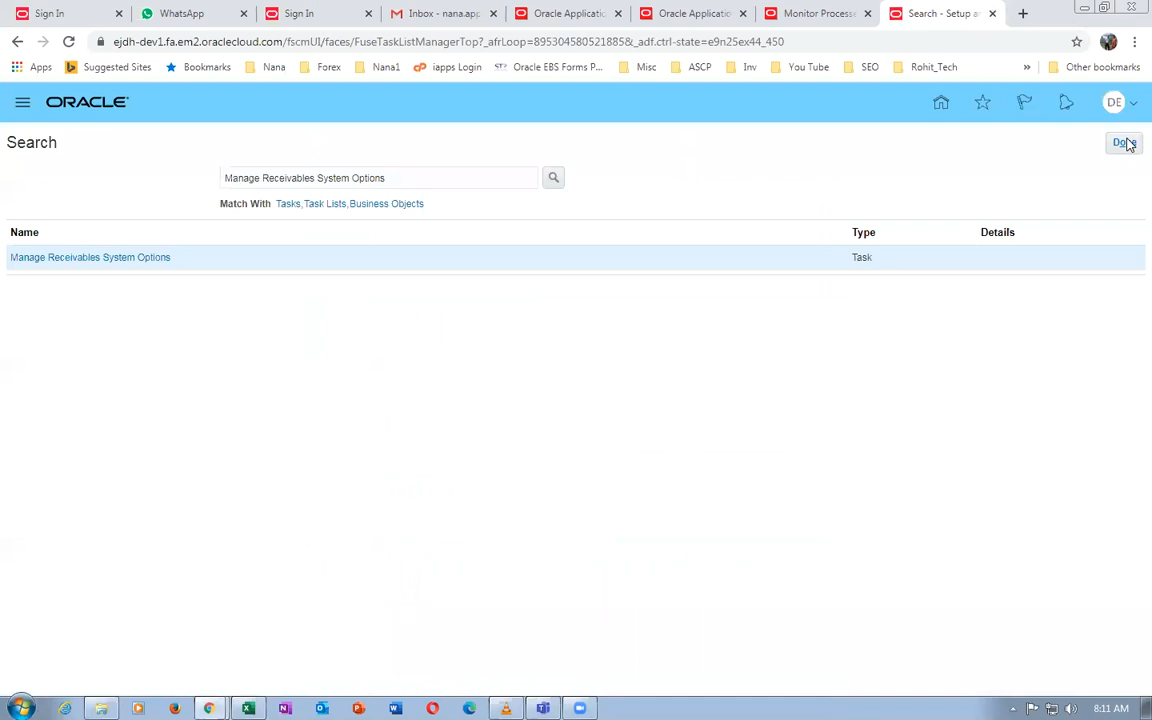 Sign In
WhatsApp
Sign In
Inbox - nana.app
Oracle Applicatio
Oracle Applicatio
Monitor Processe
Search - Setup a
ejdh-dev1.fa.em2.oraclecloud.com/fscmUI/faces/FuseTaskListManagerTop?_afrLoop=8953045805218856&_adf.ctrl-state=e9n25ex44_450
Apps
Suggested Sites
Bookmarks
Nana
Forex
Nana1
iapps Login
Oracle EBS Forms P...
Misc
ASCP
Inv
You Tube
SEO
Rohit_Tech
»
Other bookmarks
ORACLE
DE
Search
Manage Receivables System Options
Match With Tasks,Task Lists,Business Objects
Name Type Details
Manage Receivables System Options Task
8:11 AM